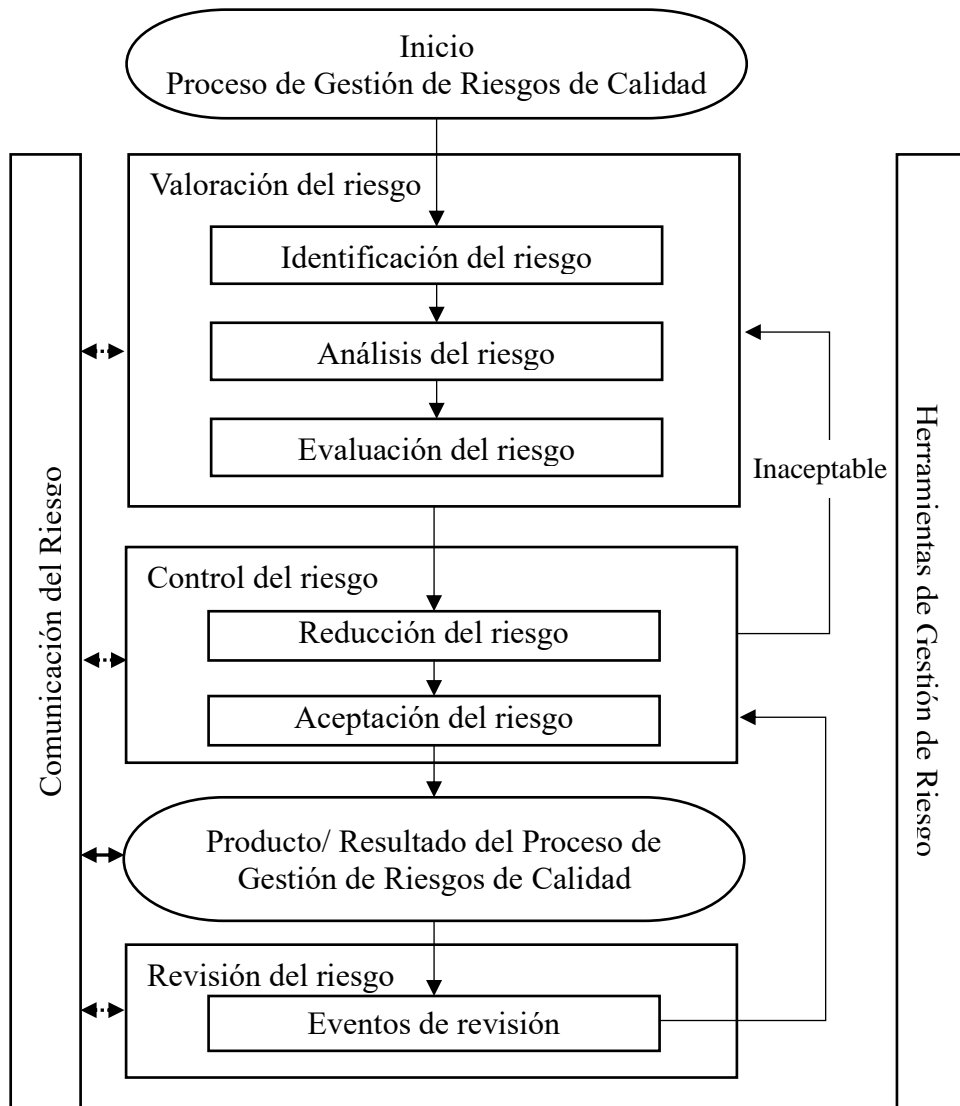 Inicio
Proceso de Gestión de Riesgos de Calidad
Valoración del riesgo
Identificación del riesgo
Análisis del riesgo
Evaluación del riesgo
Inaceptable
Control del riesgo
Reducción del riesgo
Aceptación del riesgo
Producto/ Resultado del Proceso de
Gestión de Riesgos de Calidad
Revisión del riesgo
Eventos de revisión
Comunicación del Riesgo
Herramientas de Gestión de Riesgo